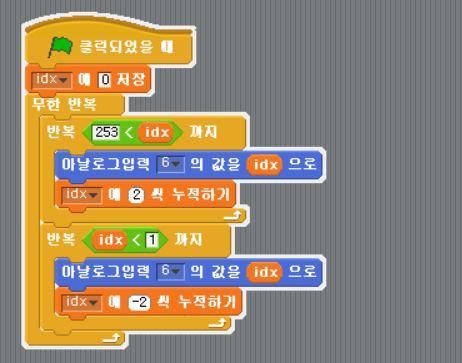 클릭되었을 때
idx 에 0 저장
무한 반복
반복 253 < idx 까지
아날로그입력 6 의 값을 idx 으로
idx 에 2 씩 누적하기
반복 idx < 1 까지
아날로그입력 6 의 값을 idx 으로
idx 에 -2 씩 누적하기